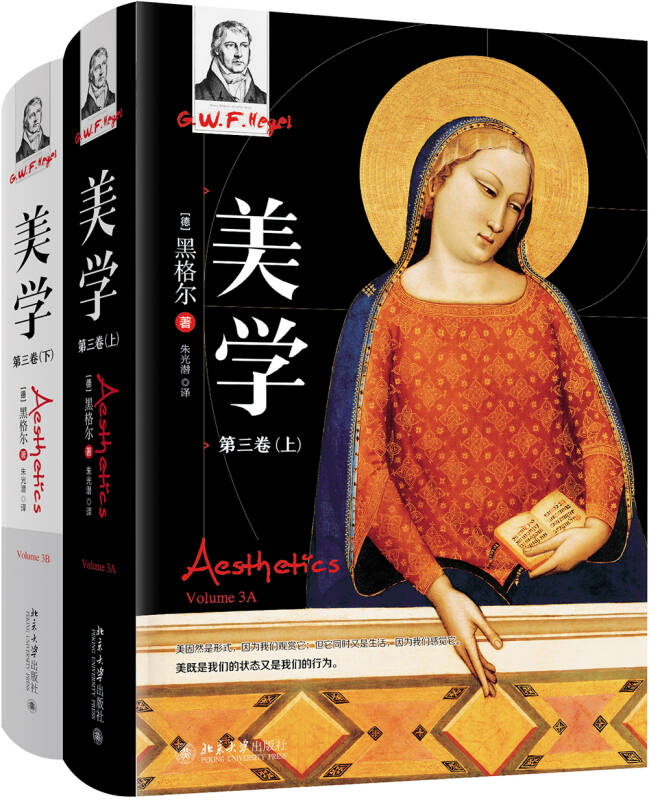 G.W.F. Hegel
美学
第三卷(下)
Aesthetics
[德]黑格尔 著
朱光潜 译
Volume 3B
北京大学出版社
PEKING UNIVERSITY PRESS
G.W.F. Hegel
美学
第三卷(上)
Aesthetics
[德]黑格尔 著
朱光潜 译
Volume 3A
北京大学出版社
PEKING UNIVERSITY PRESS
G.W.F. Hegel
美学
[德]黑格尔 著
朱光潜◎译
第三卷(上)
Aesthetics
Volume 3A
美固然是形式，因为我们观赏它；但它同时又是生活，因为我们感觉它。
美既是我们的状态又是我们的行为。
北京大学出版社
PEKING UNIVERSITY PRESS